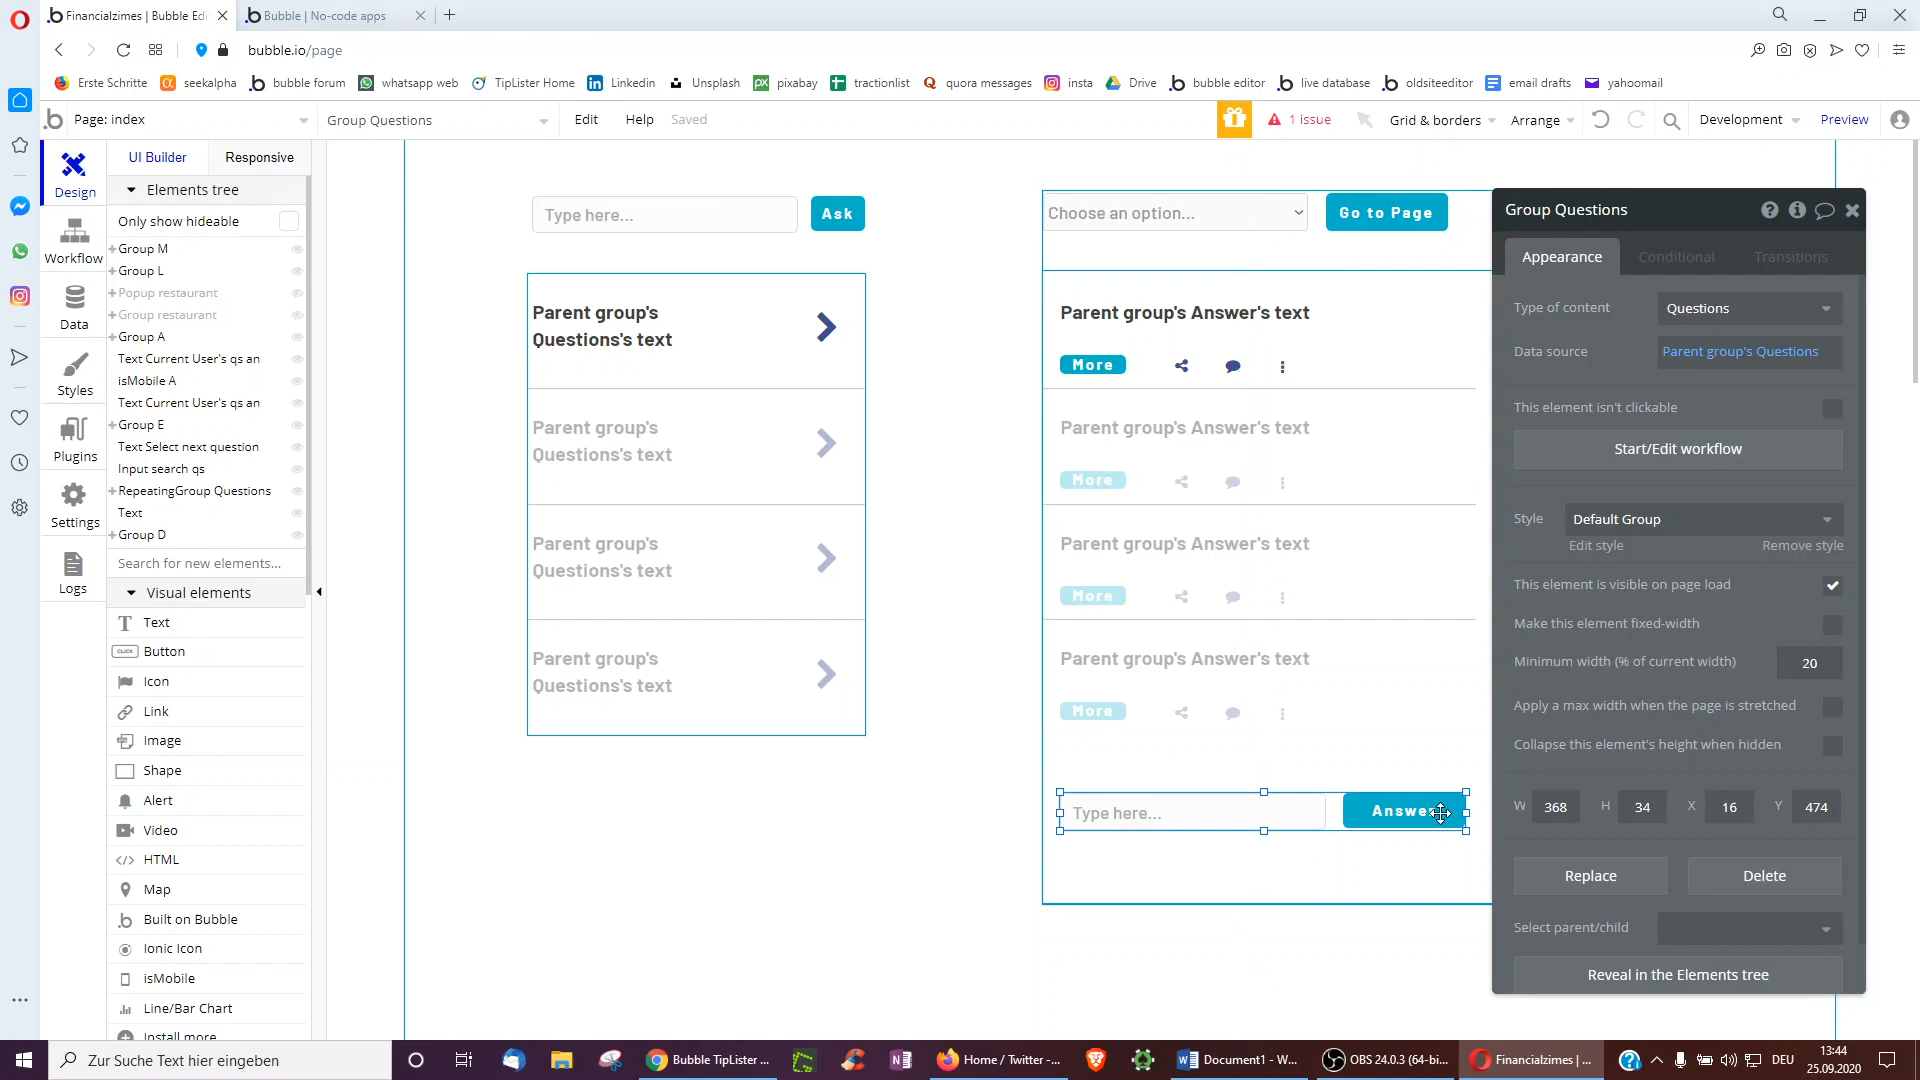 Financialzimes | Bubble Edi
Bubble | No-code apps
bubble.io/page
Erste Schritte
seekalpha
bubble forum
whatsapp web
TipLister Home
Linkedin
Unsplash
pixabay
tractionlist
quora messages
insta
Drive
bubble editor
live database
oldsiteeditor
email drafts
yahoomail
Page: index
Group Questions
Edit
Help
Saved
1 issue
Grid & borders
Arrange
Development
Preview
Design
Workflow
Data
Styles
Plugins
Settings
Logs
UI Builder
Responsive
Elements tree
Only show hideable
Group M
Group L
Popup restaurant
Group restaurant
Group A
Text Current User's qs an
isMobile A
Text Current User's qs an
Group E
Text Select next question
Input search qs
RepeatingGroup Questions
Text
Group D
Search for new elements...
Visual elements
Text
Button
Icon
Link
Image
Shape
Alert
Video
HTML
Map
Built on Bubble
Ionic Icon
isMobile
Line/Bar Chart
Install more
Type here...
Ask
Parent group's
Questions's text
Parent group's
Questions's text
Parent group's
Questions's text
Parent group's
Questions's text
Choose an option...
Go to Page
Parent group's Answer's text
More
Parent group's Answer's text
More
Parent group's Answer's text
More
Parent group's Answer's text
More
Type here...
Answe
Group Questions
Appearance
Conditional
Transitions
Type of content
Questions
Data source
Parent group's Questions
This element isn't clickable
Start/Edit workflow
Style
Default Group
Edit style
Remove style
This element is visible on page load
Make this element fixed-width
Minimum width (% of current width)
20
Apply a max width when the page is stretched
Collapse this element's height when hidden
W 368 H 34 X 16 Y 474
Replace
Delete
Select parent/child
Reveal in the Elements tree
Zur Suche Text hier eingeben
Bubble TipLister ...
Home / Twitter -...
Document1 - W...
OBS 24.0.3 (64-bi...
Financialzimes | ...
DEU
13:44
25.09.2020